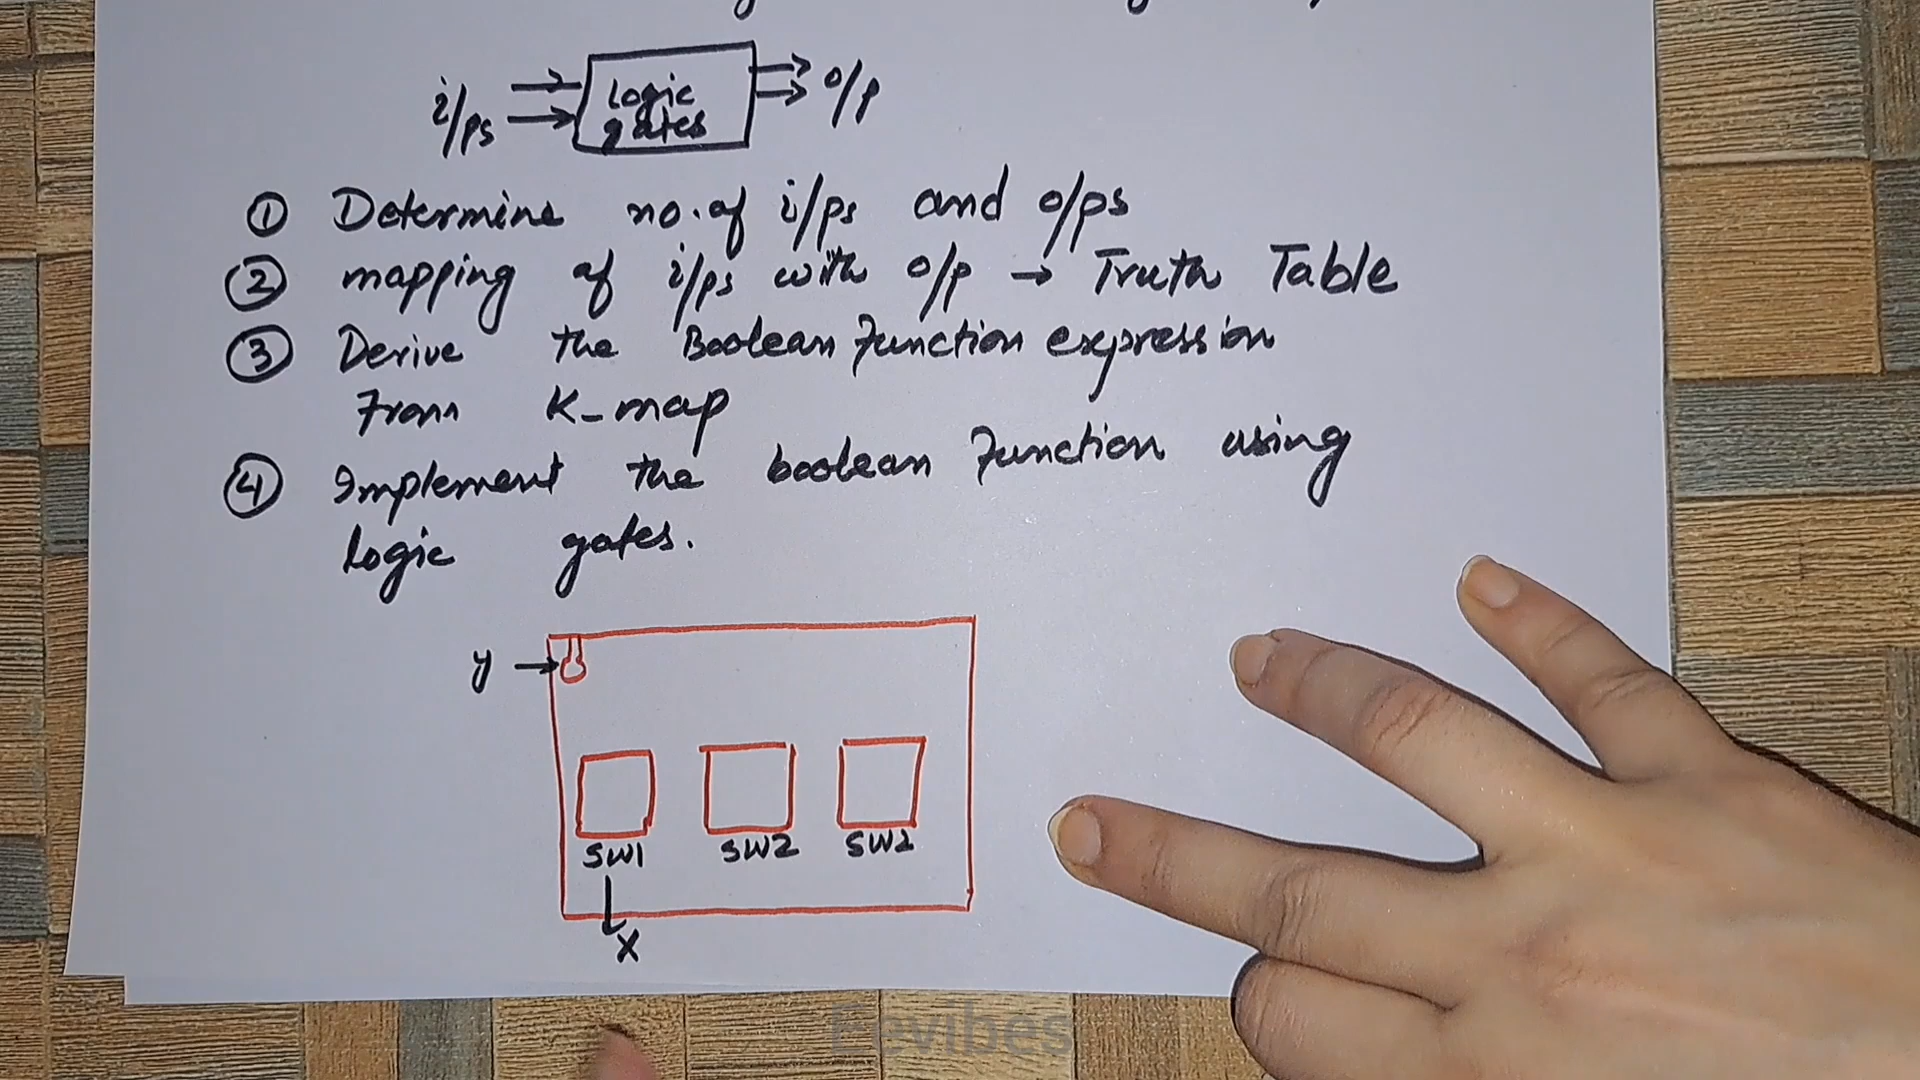 i/ps
logic
gates
o/p
① Determine no. of i/ps and o/ps
② mapping of i/ps with o/p → Truth Table
③ Derive the Boolean Function expression
From K-map
④ Implement the boolean Function using
logic gates.
y
SW1 SW2 SW2
X
Eevibes